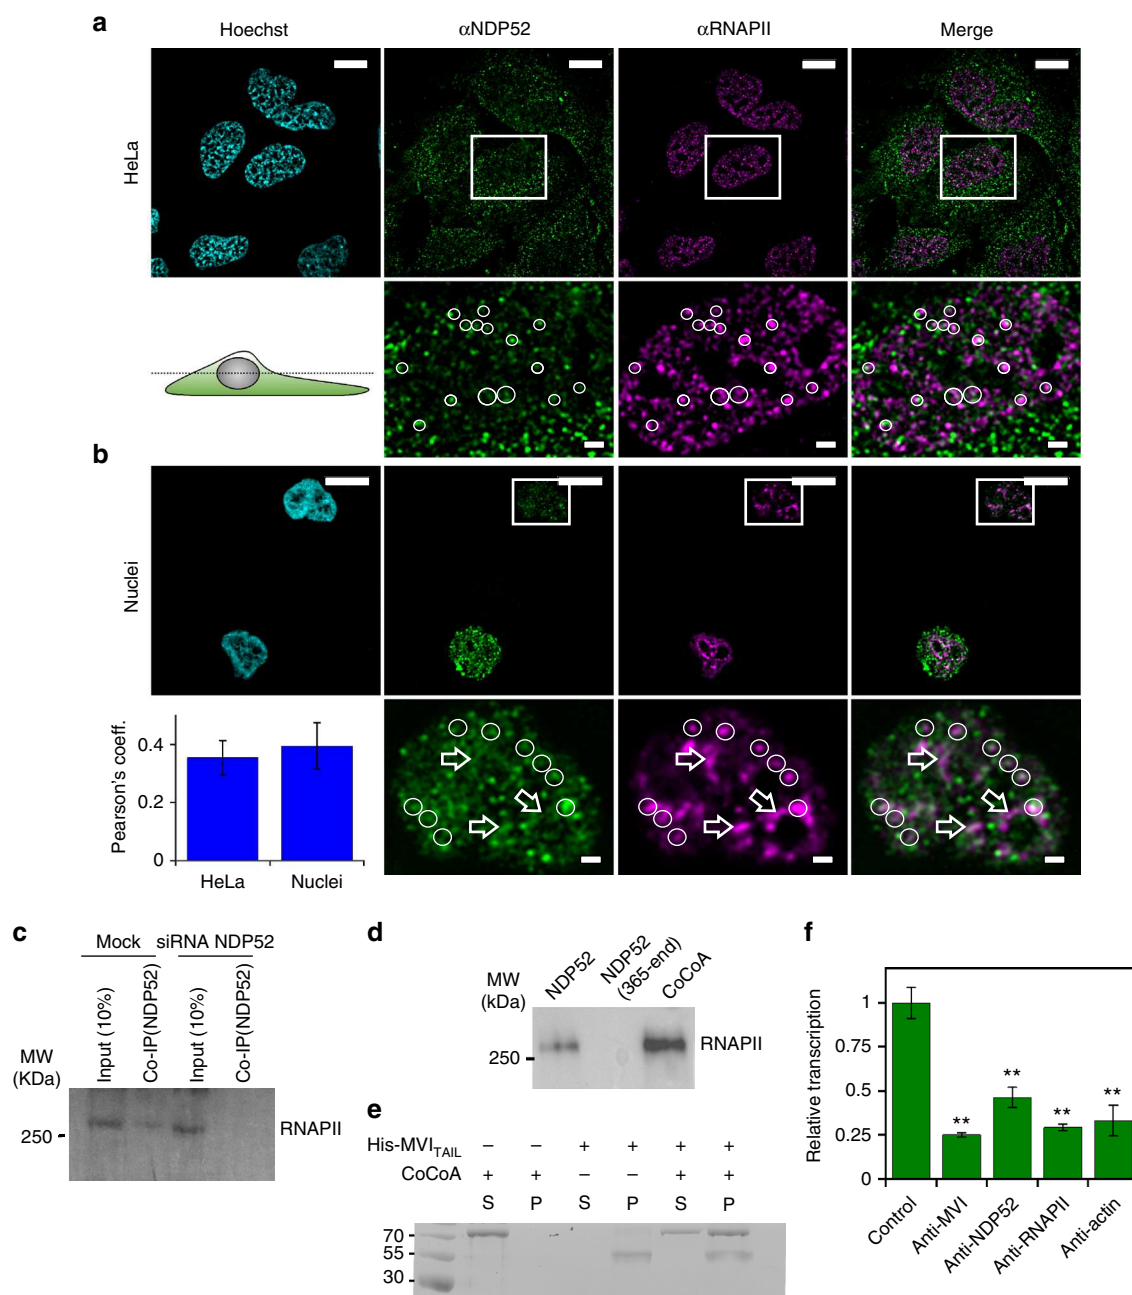 a
Hoechst
αNDP52
αRNAPII
Merge
HeLa
b
Nuclei
Pearson's coeff.
0.4
0.2
0
HeLa
Nuclei
c
Mock
siRNA NDP52
Input (10%)
Co-IP(NDP52)
Input (10%)
Co-IP(NDP52)
MW
(KDa)
250
RNAPII
d
MW
(kDa)
NDP52
NDP52
(365-end)
CoCoA
250
RNAPII
e
His-MVI_TAIL – – + + + +
CoCoA + + – – + +
S P S P S P
70
55
30
f
Relative transcription
1
0.75
0.5
0.25
0
**
**
**
**
Control
Anti-MVI
Anti-NDP52
Anti-RNAPII
Anti-actin